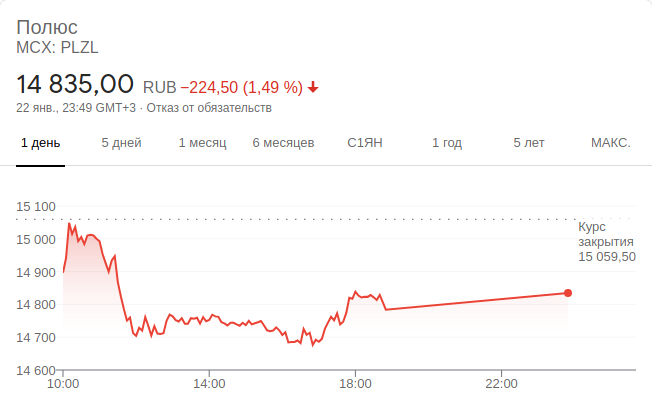 Полюс
MCX: PLZL
14 835,00 RUB −224,50 (1,49 %)
22 янв., 23:49 GMT+3 · Отказ от обязательств
1 день 5 дней 1 месяц 6 месяцев С1ЯН 1 год 5 лет МАКС.
15 100
Курс
закрытия
15 059,50
15 000
14 900
14 800
14 700
14 600
10:00 14:00 18:00 22:00